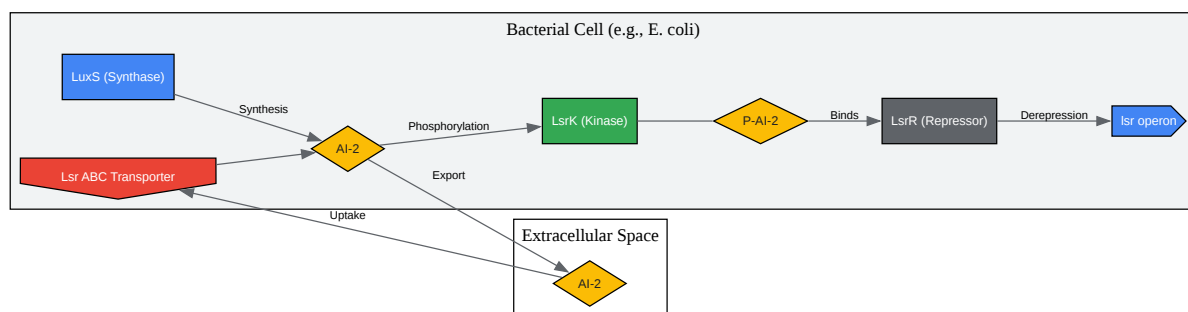 Bacterial Cell (e.g., E. coli)
LuxS (Synthase)
Synthesis
AI-2
Phosphorylation
LsrK (Kinase)
P-AI-2
Binds
LsrR (Repressor)
Derepression
lsr operon
Lsr ABC Transporter
Export
Uptake
Extracellular Space
AI-2